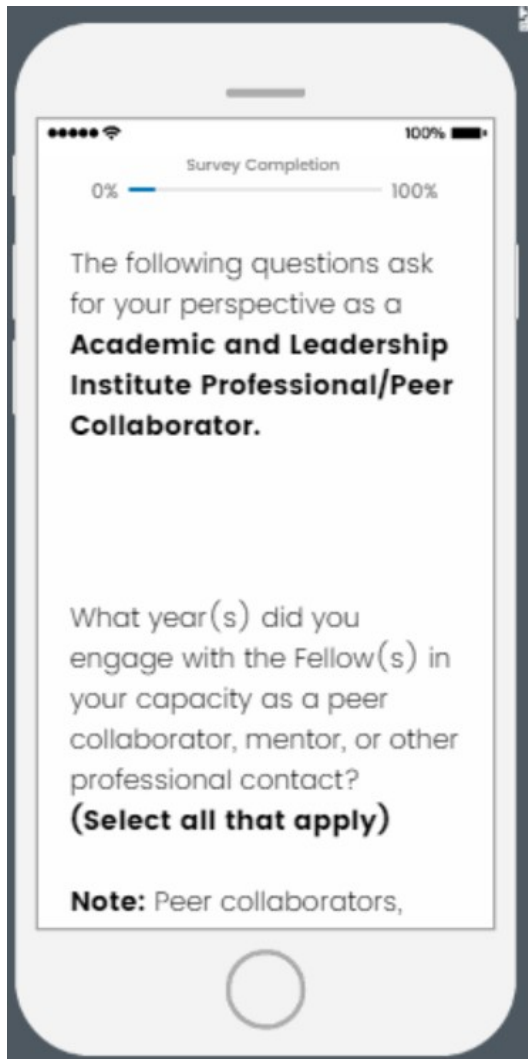 100%
Survey Completion
0% 100%
The following questions ask
for your perspective as a
Academic and Leadership
Institute Professional/Peer
Collaborator.
What year(s) did you
engage with the Fellow(s) in
your capacity as a peer
collaborator, mentor, or other
professional contact?
(Select all that apply)
Note: Peer collaborators,